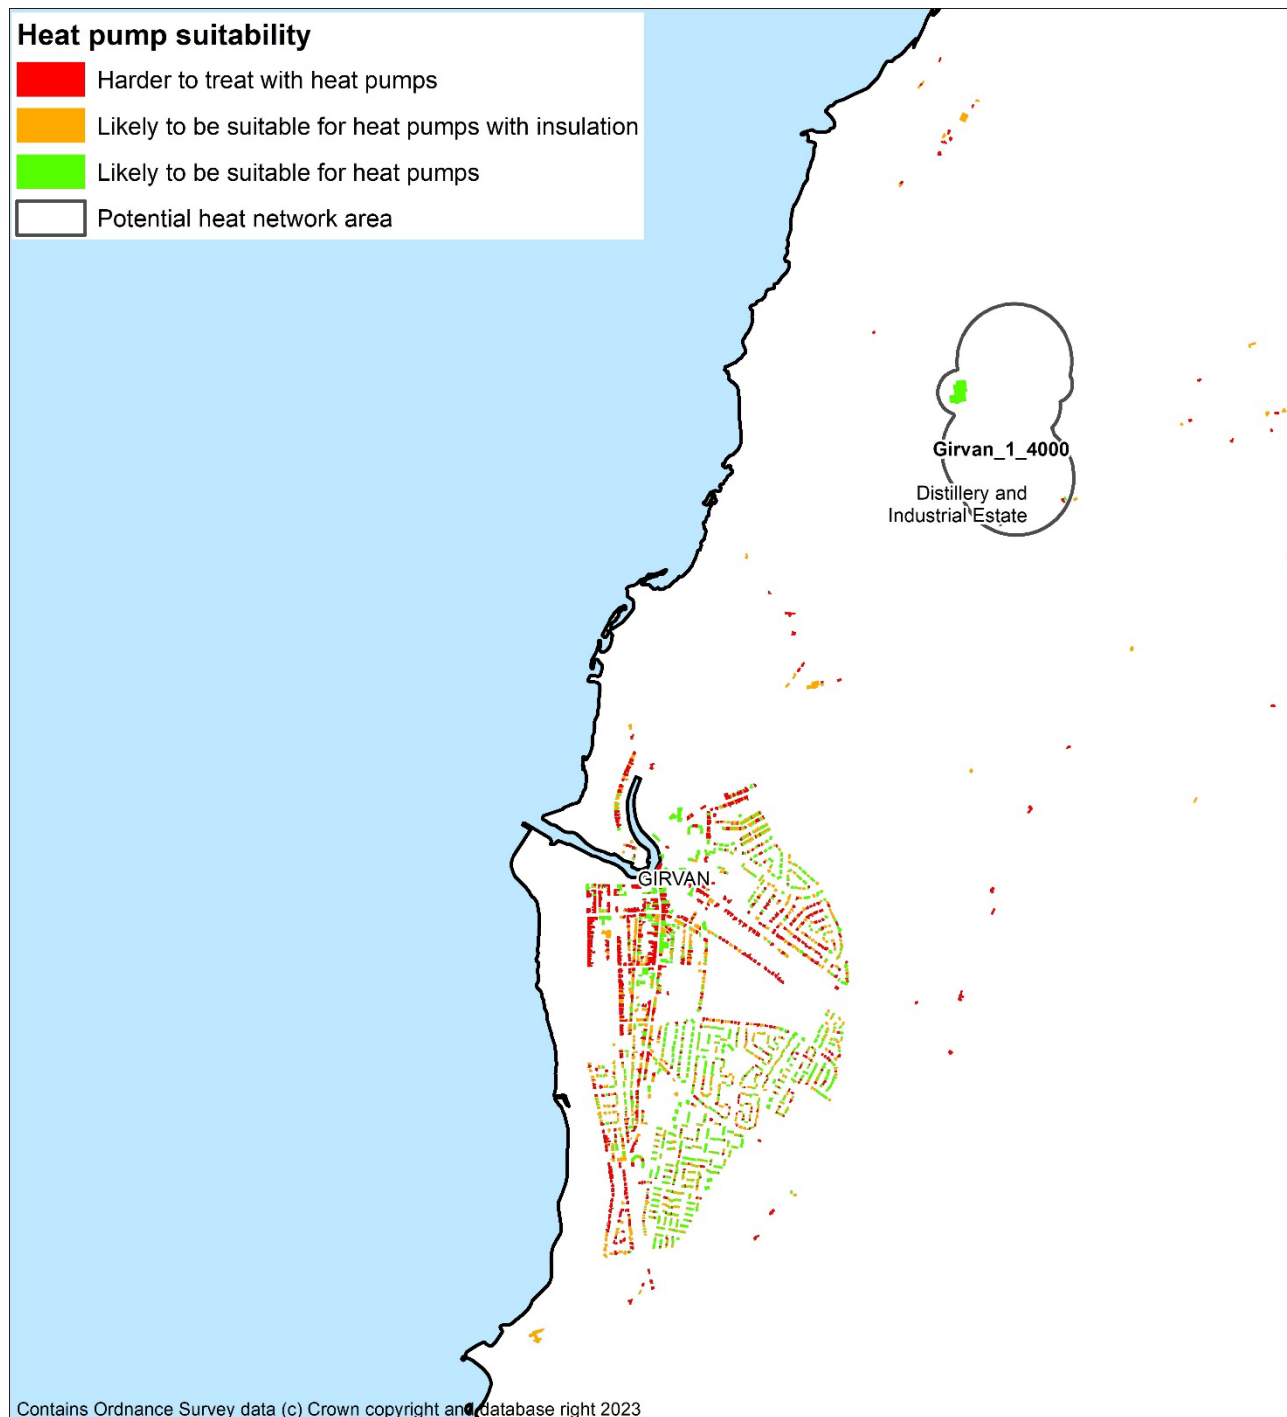 Heat pump suitability
Harder to treat with heat pumps
Likely to be suitable for heat pumps with insulation
Likely to be suitable for heat pumps
Potential heat network area
Girvan_1_4000
Distillery and
Industrial Estate
GIRVAN
Contains Ordnance Survey data (c) Crown copyright and database right 2023